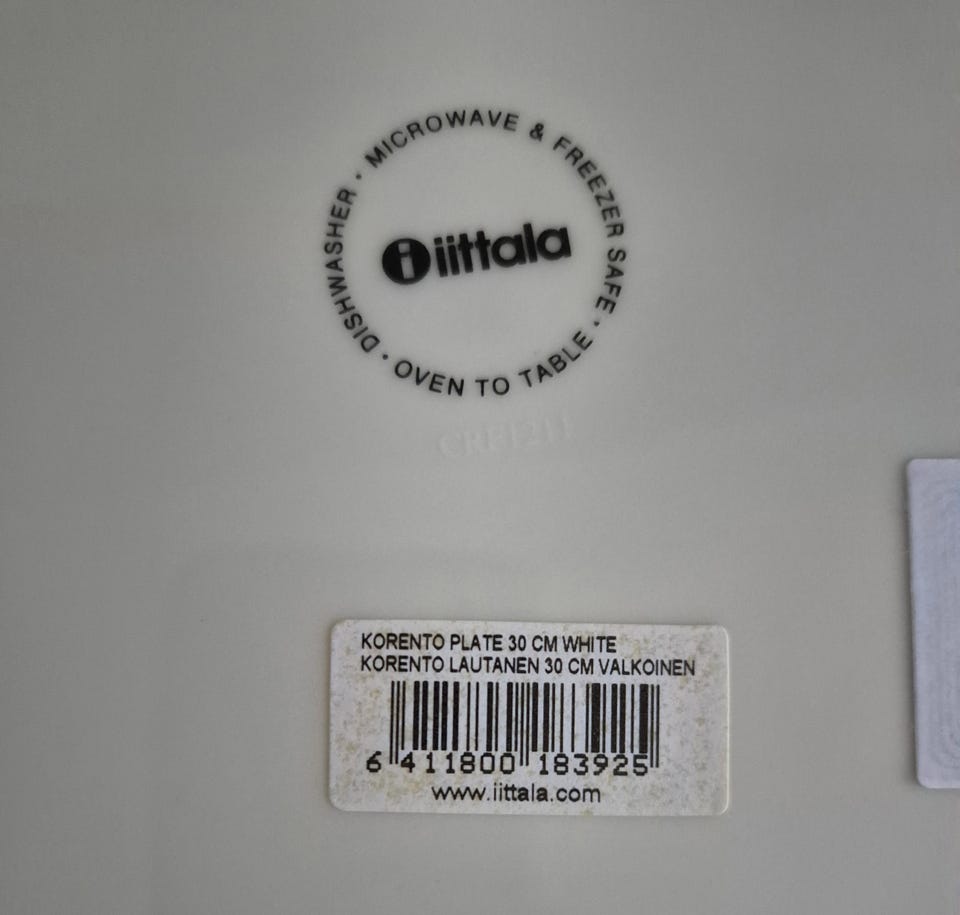 DISHWASHER • MICROWAVE & FREEZER SAFE • OVEN TO TABLE •
i iittala
KORENTO PLATE 30 CM WHITE
KORENTO LAUTANEN 30 CM VALKOINEN
6 411800 183925
www.iittala.com